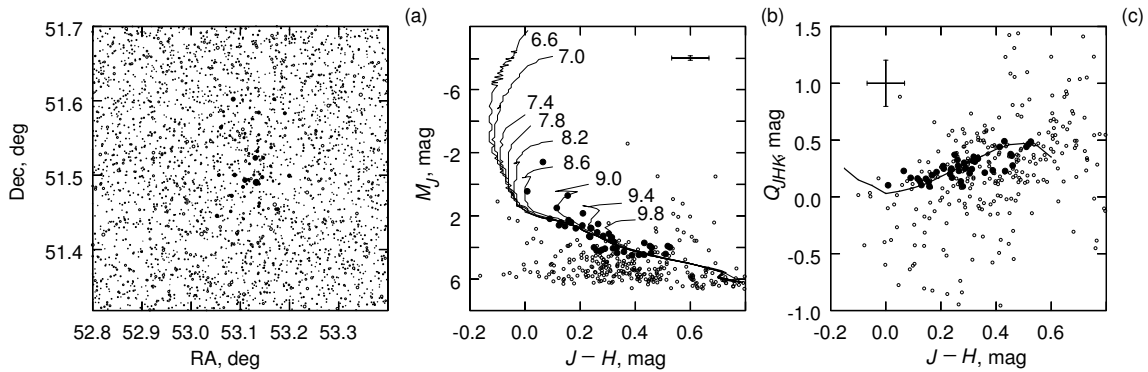 (a)
51.7
51.6
51.5
51.4
Dec, deg
52.8 52.9 53.0 53.1 53.2 53.3
RA, deg
(b)
-6
-2
2
6
M_J, mag
6.6
7.0
7.4
7.8
8.2
8.6
9.0
9.4
9.8
-0.2 0.0 0.2 0.4 0.6
J – H, mag
(c)
1.5
1.0
0.5
0.0
-0.5
-1.0
Q_JHK, mag
-0.2 0.0 0.2 0.4 0.6 0.8
J – H, mag